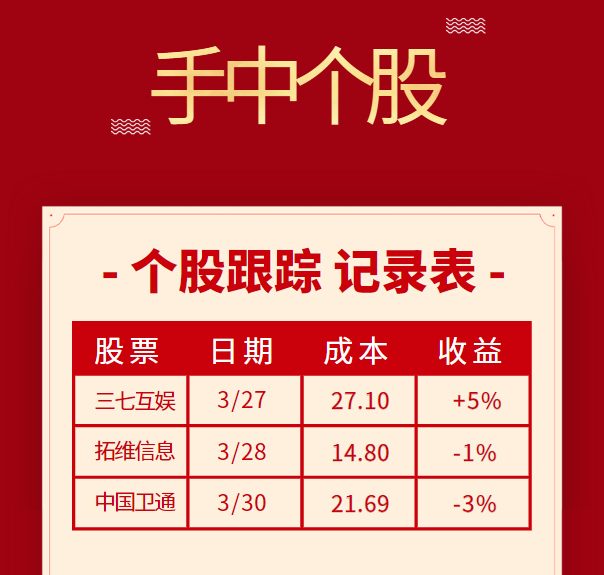 手中个股
- 个股跟踪 记录表 -
股票 日期 成本 收益
三七互娱 3/27 27.10 +5%
拓维信息 3/28 14.80 -1%
中国卫通 3/30 21.69 -3%